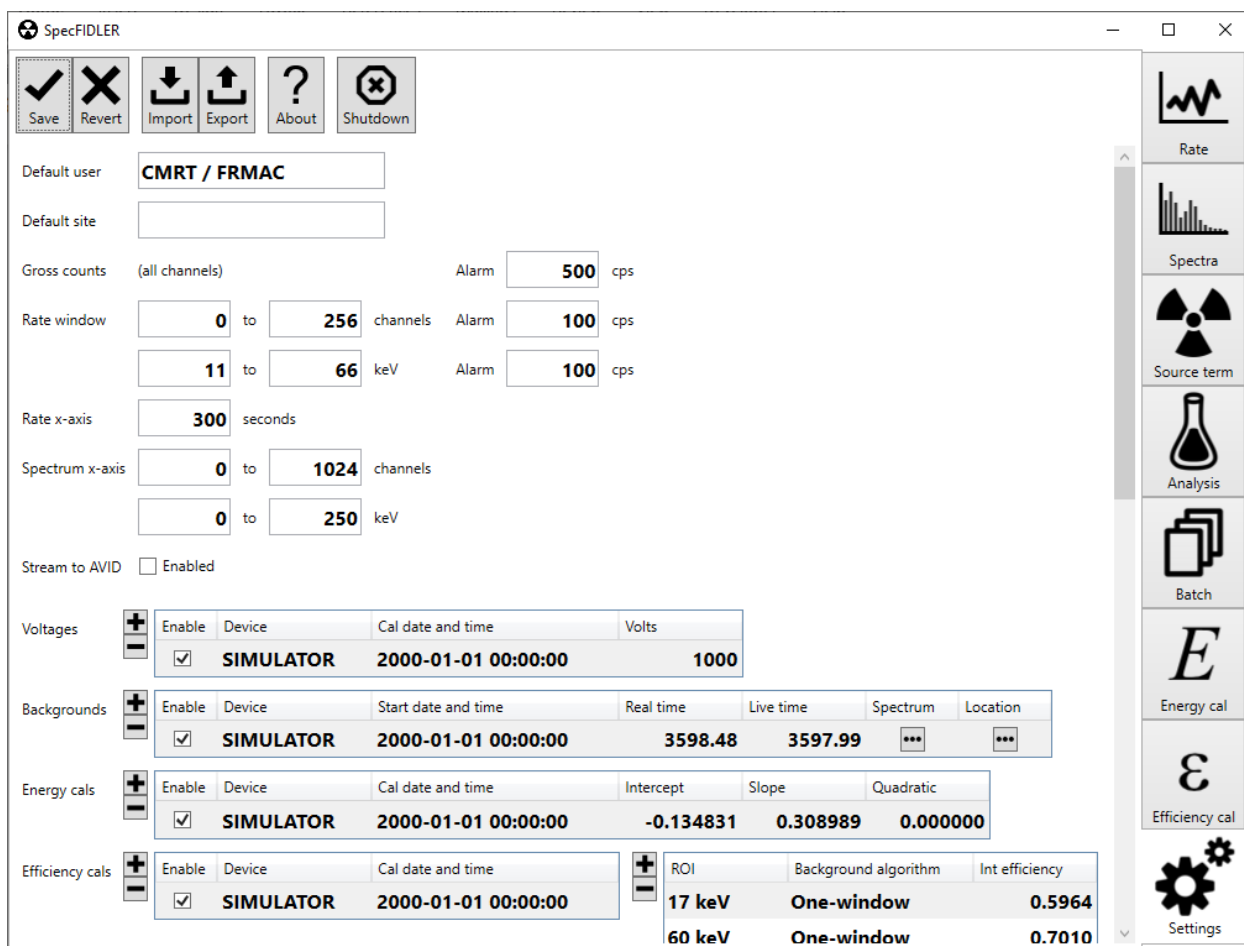 SpecFIDLER
Save Revert Import Export About Shutdown
Rate
Default user CMRT / FRMAC
Default site
Spectra
Gross counts (all channels) Alarm 500 cps
Rate window 0 to 256 channels Alarm 100 cps
11 to 66 keV Alarm 100 cps
Source term
Rate x-axis 300 seconds
Spectrum x-axis 0 to 1024 channels
Analysis
0 to 250 keV
Stream to AVID Enabled
Batch
Voltages Enable Device Cal date and time Volts
SIMULATOR 2000-01-01 00:00:00 1000
E
Energy cal
Backgrounds Enable Device Start date and time Real time Live time Spectrum Location
SIMULATOR 2000-01-01 00:00:00 3598.48 3597.99 ••• •••
Energy cals Enable Device Cal date and time Intercept Slope Quadratic
SIMULATOR 2000-01-01 00:00:00 -0.134831 0.308989 0.000000
ε
Efficiency cal
Efficiency cals Enable Device Cal date and time ROI Background algorithm Int efficiency
SIMULATOR 2000-01-01 00:00:00 17 keV One-window 0.5964
60 keV One-window 0.7010
Settings